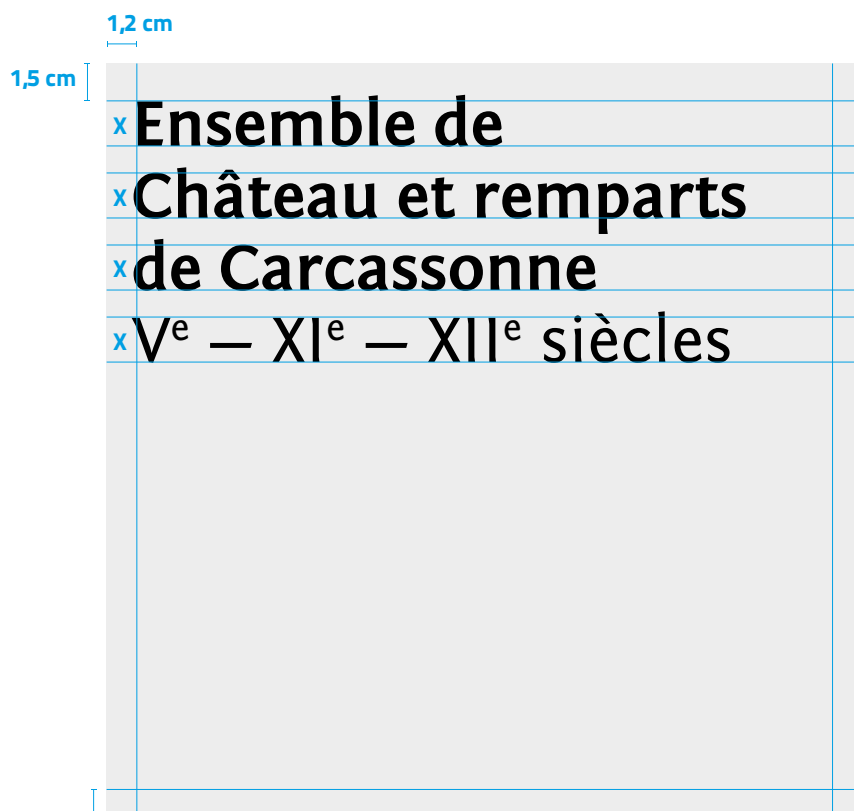 1,2 cm
1,5 cm
x Ensemble de
x Château et remparts
x de Carcassonne
x Vᵉ — XIᵉ — XIIᵉ siècles